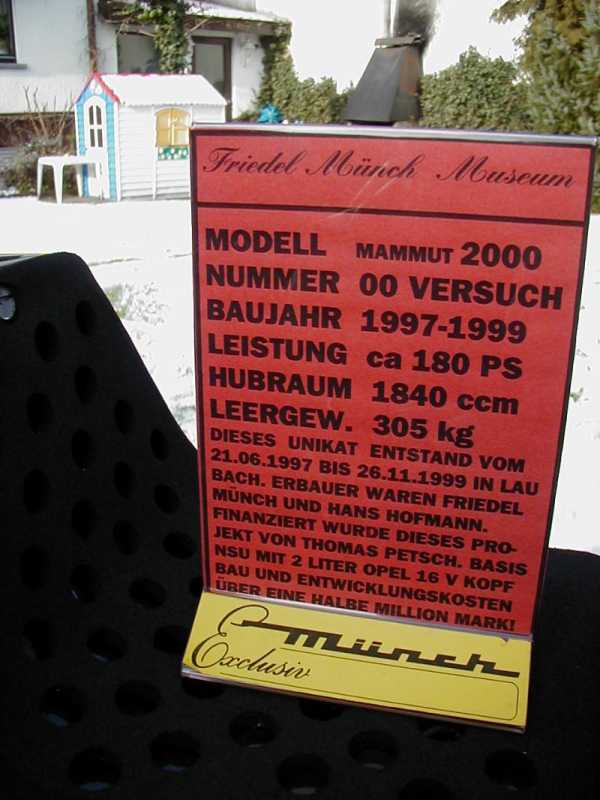 Friedel Münch Museum
MODELL MAMMUT 2000
NUMMER 00 VERSUCH
BAUJAHR 1997-1999
LEISTUNG ca 180 PS
HUBRAUM 1840 ccm
LEERGEW. 305 kg
DIESES UNIKAT ENTSTAND VOM
21.06.1997 BIS 26.11.1999 IN LAU
BACH. ERBAUER WAREN FRIEDEL
MÜNCH UND HANS HOFMANN.
FINANZIERT WURDE DIESES PRO-
JEKT VON THOMAS PETSCH. BASIS
NSU MIT 2 LITER OPEL 16 V KOPF
BAU UND ENTWICKLUNGSKOSTEN
ÜBER EINE HALBE MILLION MARK!
münch
Exclusiv